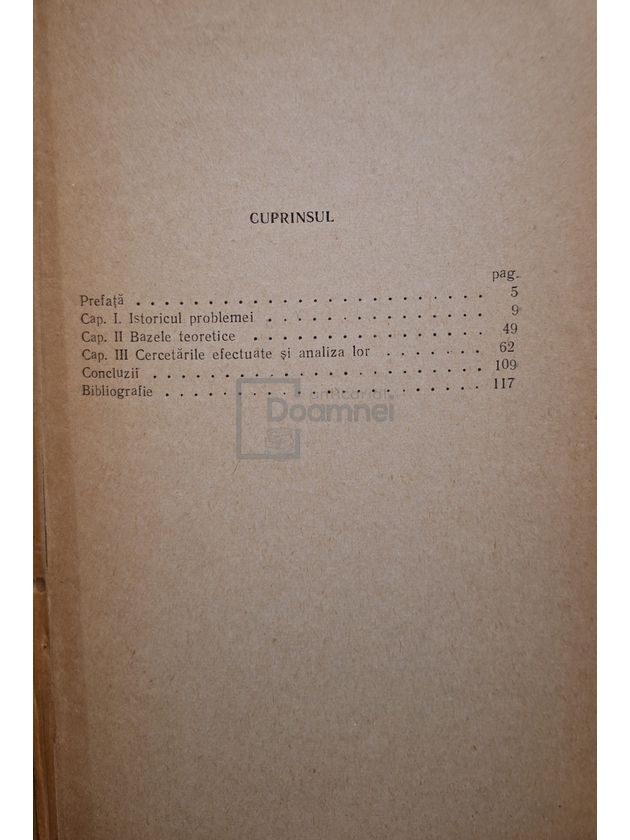 CUPRINSUL
pag.
Prefață . . . . . . . . . . . . . . . . . . . . . . . . 5
Cap. I. Istoricul problemei . . . . . . . . . . . . . . . 9
Cap. II Bazele teoretice . . . . . . . . . . . . . . . . . 49
Cap. III Cercetările efectuate și analiza lor . . . . . . . 62
Concluzii . . . . . . . . . . . . . . . . . . . . . . . 109
Bibliografie . . . . . . . . . . . . . . . . . . . . . . 117
anticariat
Doamnei